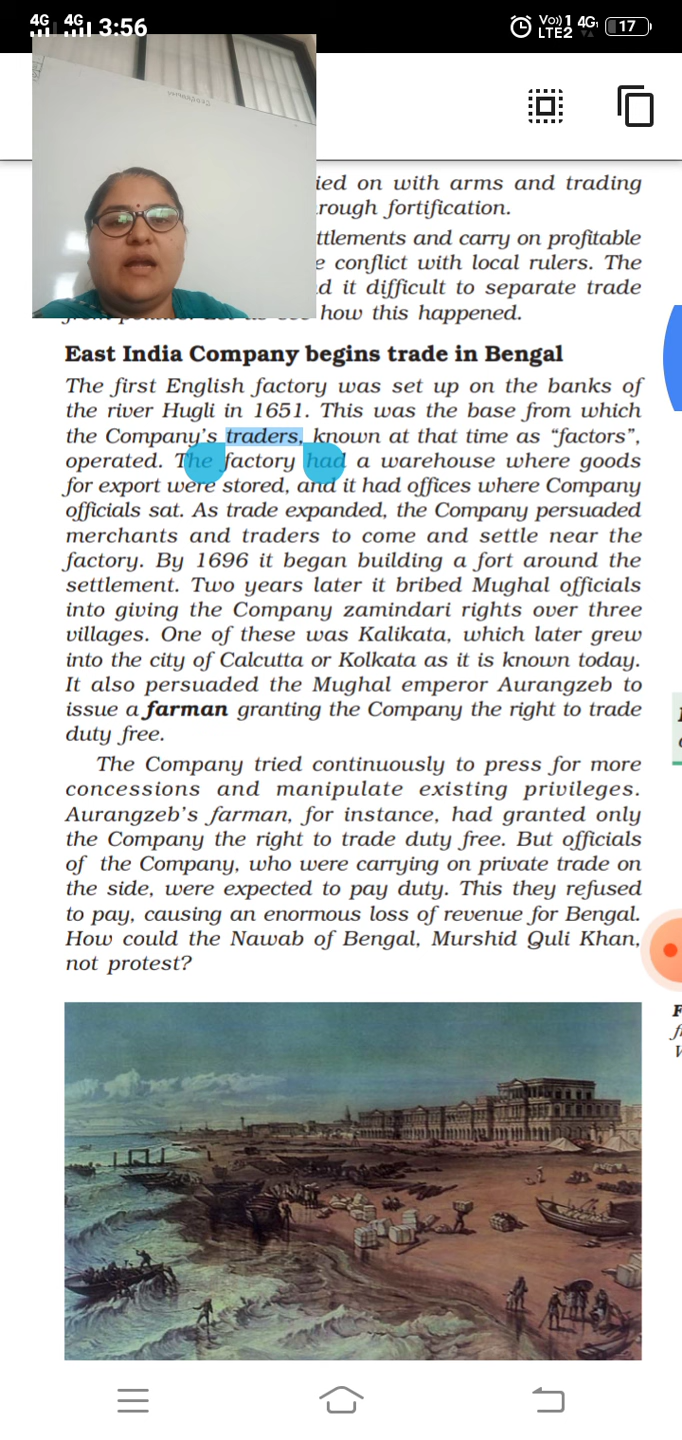 4G 4G 3:56
Vo)) 1 4G
LTE2
17
ied on with arms and trading
rough fortification.
ttlements and carry on profitable
e conflict with local rulers. The
d it difficult to separate trade
how this happened.
East India Company begins trade in Bengal
The first English factory was set up on the banks of
the river Hugli in 1651. This was the base from which
the Company's traders, known at that time as "factors",
operated. The factory had a warehouse where goods
for export were stored, and it had offices where Company
officials sat. As trade expanded, the Company persuaded
merchants and traders to come and settle near the
factory. By 1696 it began building a fort around the
settlement. Two years later it bribed Mughal officials
into giving the Company zamindari rights over three
villages. One of these was Kalikata, which later grew
into the city of Calcutta or Kolkata as it is known today.
It also persuaded the Mughal emperor Aurangzeb to
issue a farman granting the Company the right to trade
duty free.
The Company tried continuously to press for more
concessions and manipulate existing privileges.
Aurangzeb's farman, for instance, had granted only
the Company the right to trade duty free. But officials
of the Company, who were carrying on private trade on
the side, were expected to pay duty. This they refused
to pay, causing an enormous loss of revenue for Bengal.
How could the Nawab of Bengal, Murshid Quli Khan,
not protest?